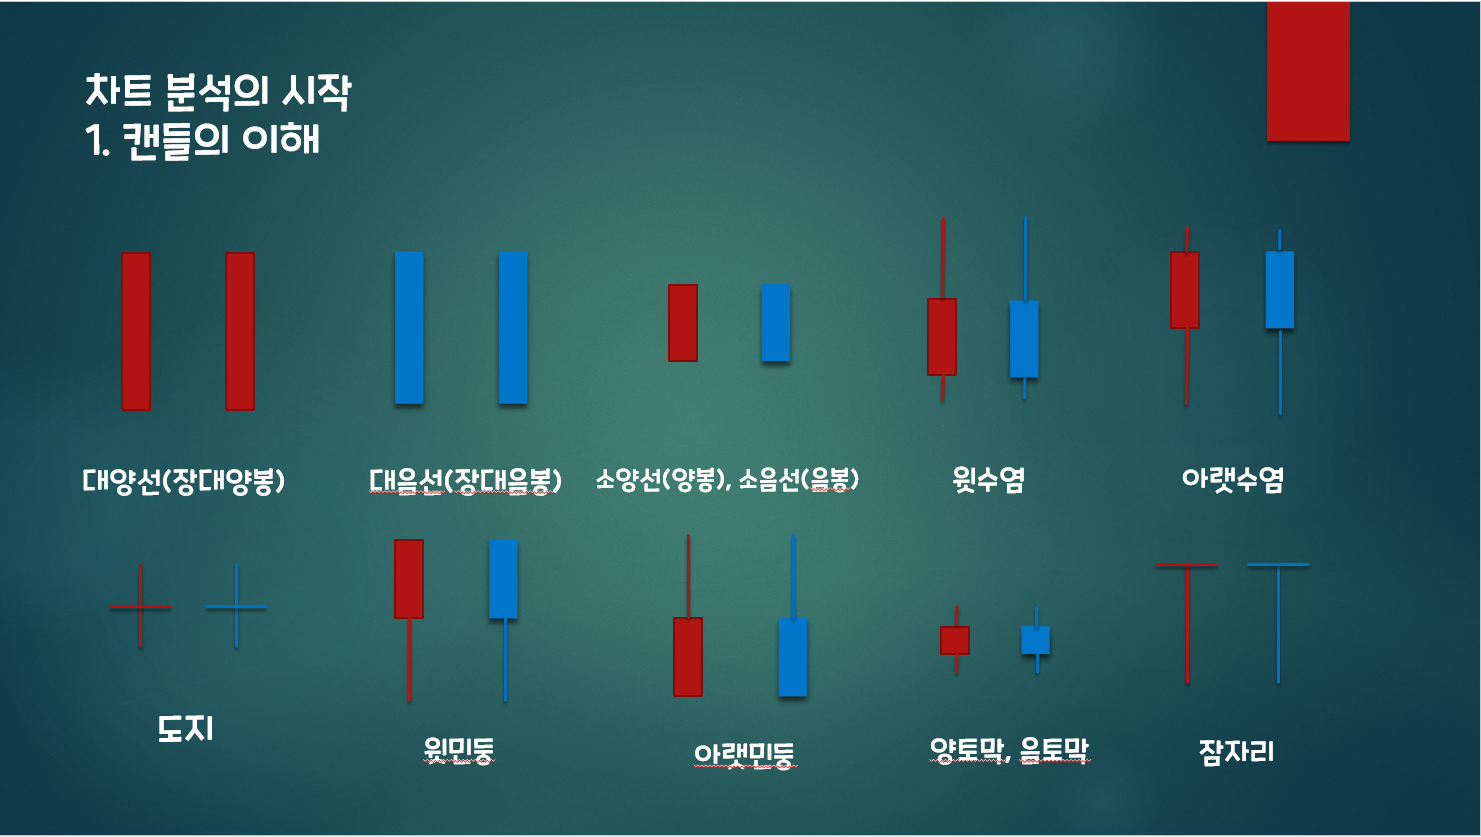 차트 분석의 시작
1. 캔들의 이해
대양선(장대양봉)
대음선(장대음봉)
소양선(양봉), 소음선(음봉)
윗수염
아랫수염
도지
윗민둥
아랫민둥
양토막, 음토막
잠자리